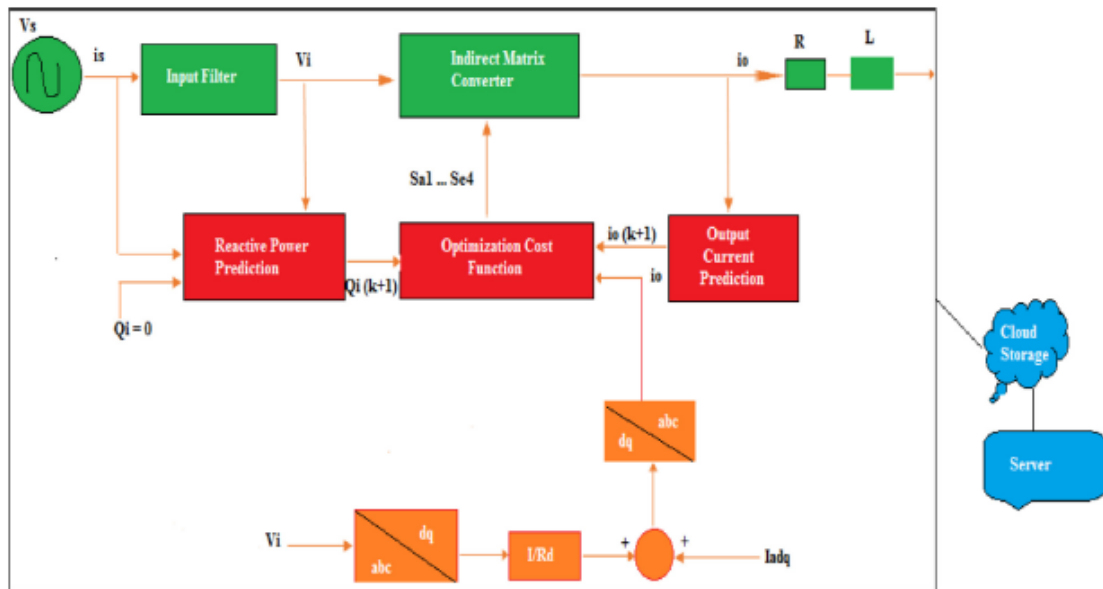 Vs
is
Input Filter
Vi
Indirect Matrix
Converter
io
R
L
Sa1 ... Se4
Reactive Power
Prediction
Qi (k+1)
Optimization Cost
Function
io (k+1)
io
Output
Current
Prediction
Qi = 0
Cloud
Storage
Server
abc
dq
Vi
dq
abc
I/Rd
+
+
Iadq